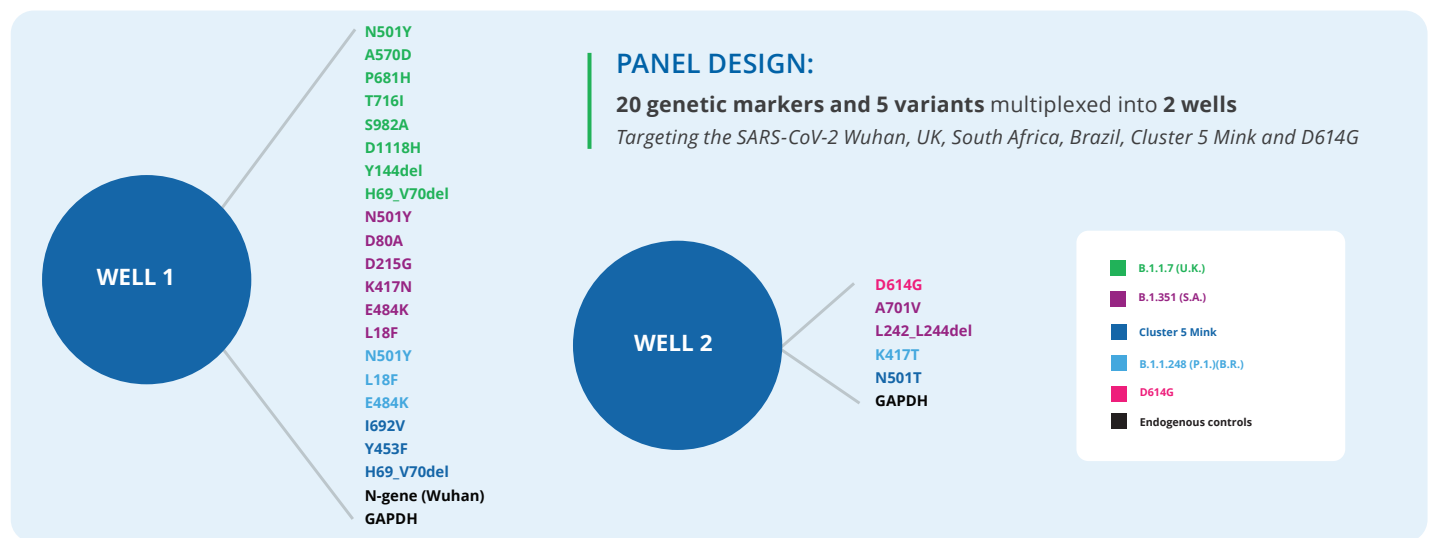 WELL 1
N501Y
A570D
P681H
T716I
S982A
D1118H
Y144del
H69_V70del
N501Y
D80A
D215G
K417N
E484K
L18F
N501Y
L18F
E484K
I692V
Y453F
H69_V70del
N-gene (Wuhan)
GAPDH
PANEL DESIGN:
20 genetic markers and 5 variants multiplexed into 2 wells
Targeting the SARS-CoV-2 Wuhan, UK, South Africa, Brazil, Cluster 5 Mink and D614G
WELL 2
D614G
A701V
L242_L244del
K417T
N501T
GAPDH
B.1.1.7 (U.K.)
B.1.351 (S.A.)
Cluster 5 Mink
B.1.1.248 (P.1.)(B.R.)
D614G
Endogenous controls